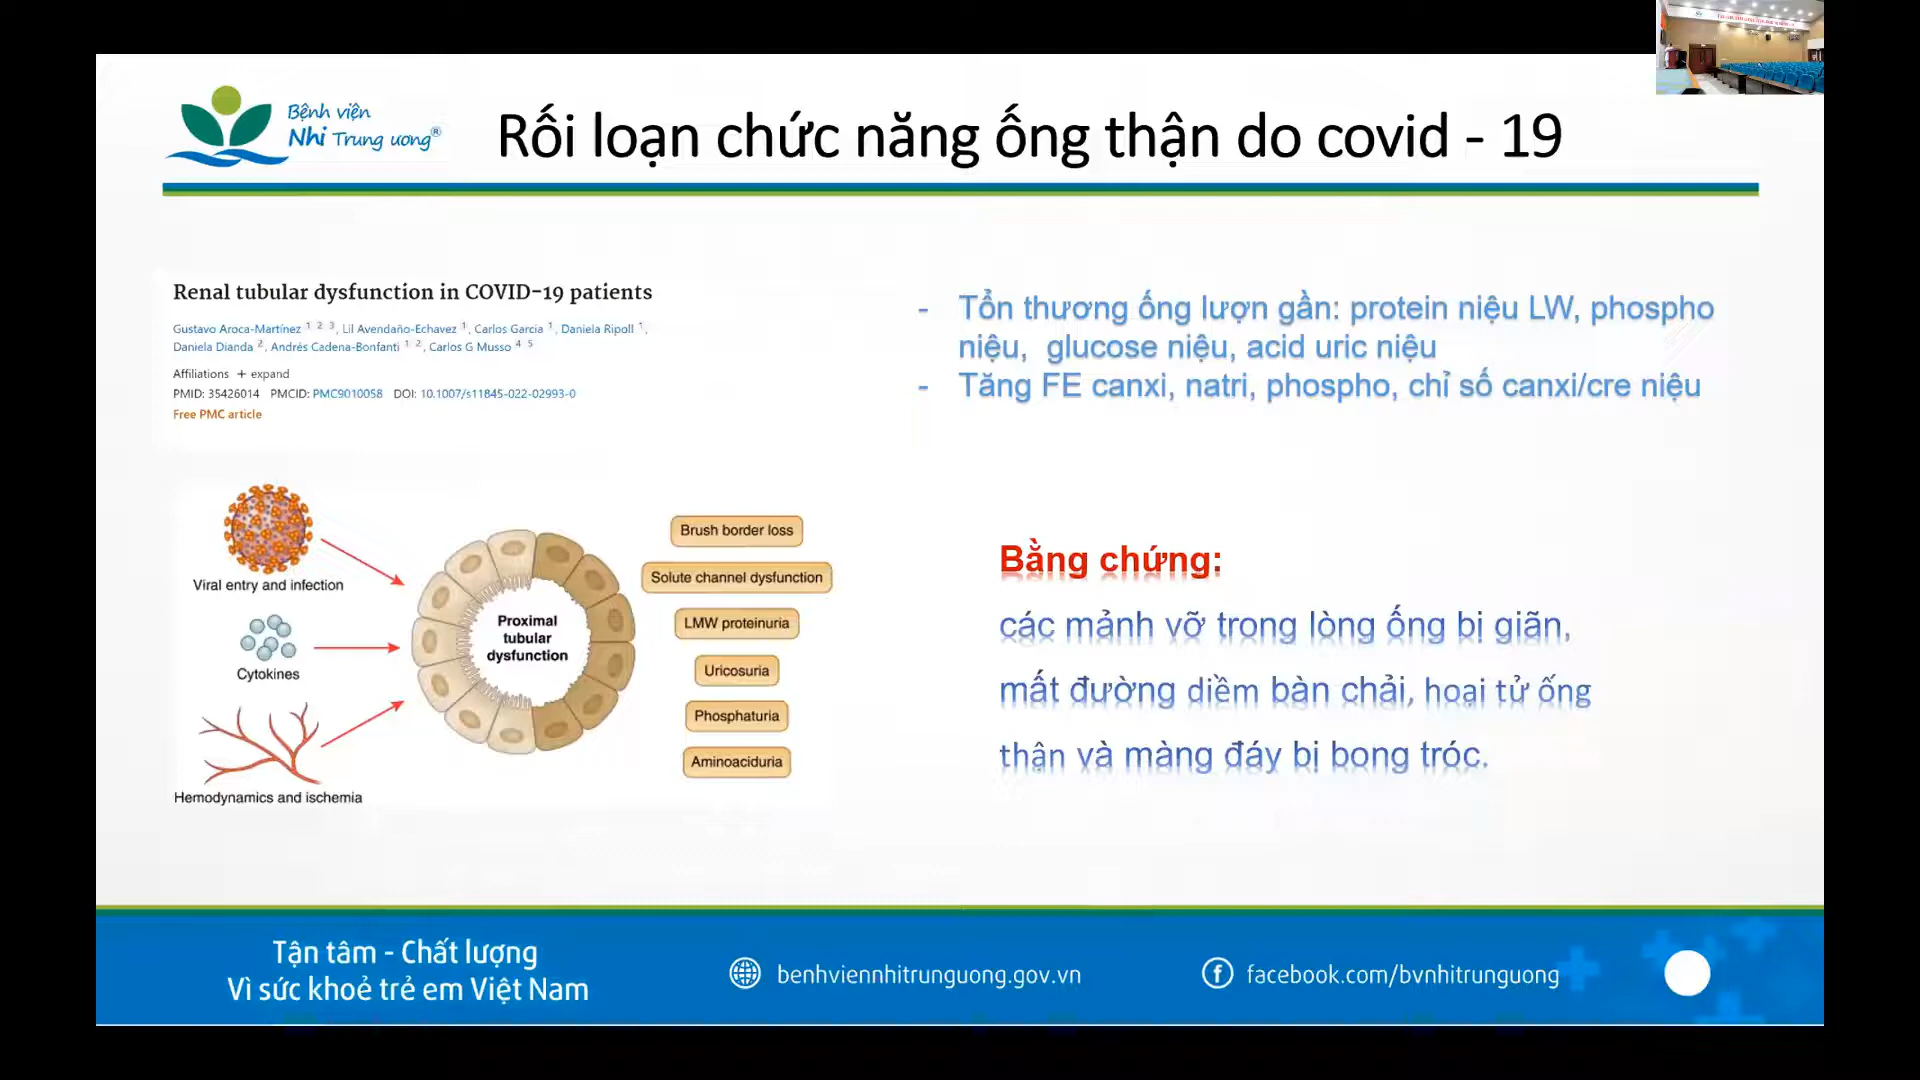 Bệnh viện
Nhi Trung ương®
Rối loạn chức năng ống thận do covid - 19
Renal tubular dysfunction in COVID-19 patients
Gustavo Aroca-Martínez 1 2 3, Lil Avendaño-Echavez 1, Carlos Garcia 1, Daniela Ripoll 1,
Daniela Dianda 2, Andrés Cadena-Bonfanti 1 2, Carlos G Musso 4 5
Affiliations + expand
PMID: 35426014 PMCID: PMC9010058 DOI: 10.1007/s11845-022-02993-0
Free PMC article
- Tổn thương ống lượn gần: protein niệu LW, phospho
niệu, glucose niệu, acid uric niệu
- Tăng FE canxi, natri, phospho, chỉ số canxi/cre niệu
Viral entry and infection
Cytokines
Hemodynamics and ischemia
Proximal
tubular
dysfunction
Brush border loss
Solute channel dysfunction
LMW proteinuria
Uricosuria
Phosphaturia
Aminoaciduria
Bằng chứng:
các mảnh vỡ trong lòng ống bị giãn,
mất đường diềm bàn chải, hoại tử ống
thận và màng đáy bị bong tróc.
Tận tâm - Chất lượng
Vì sức khoẻ trẻ em Việt Nam
benhviennhitrunguong.gov.vn
facebook.com/bvnhitrunguong